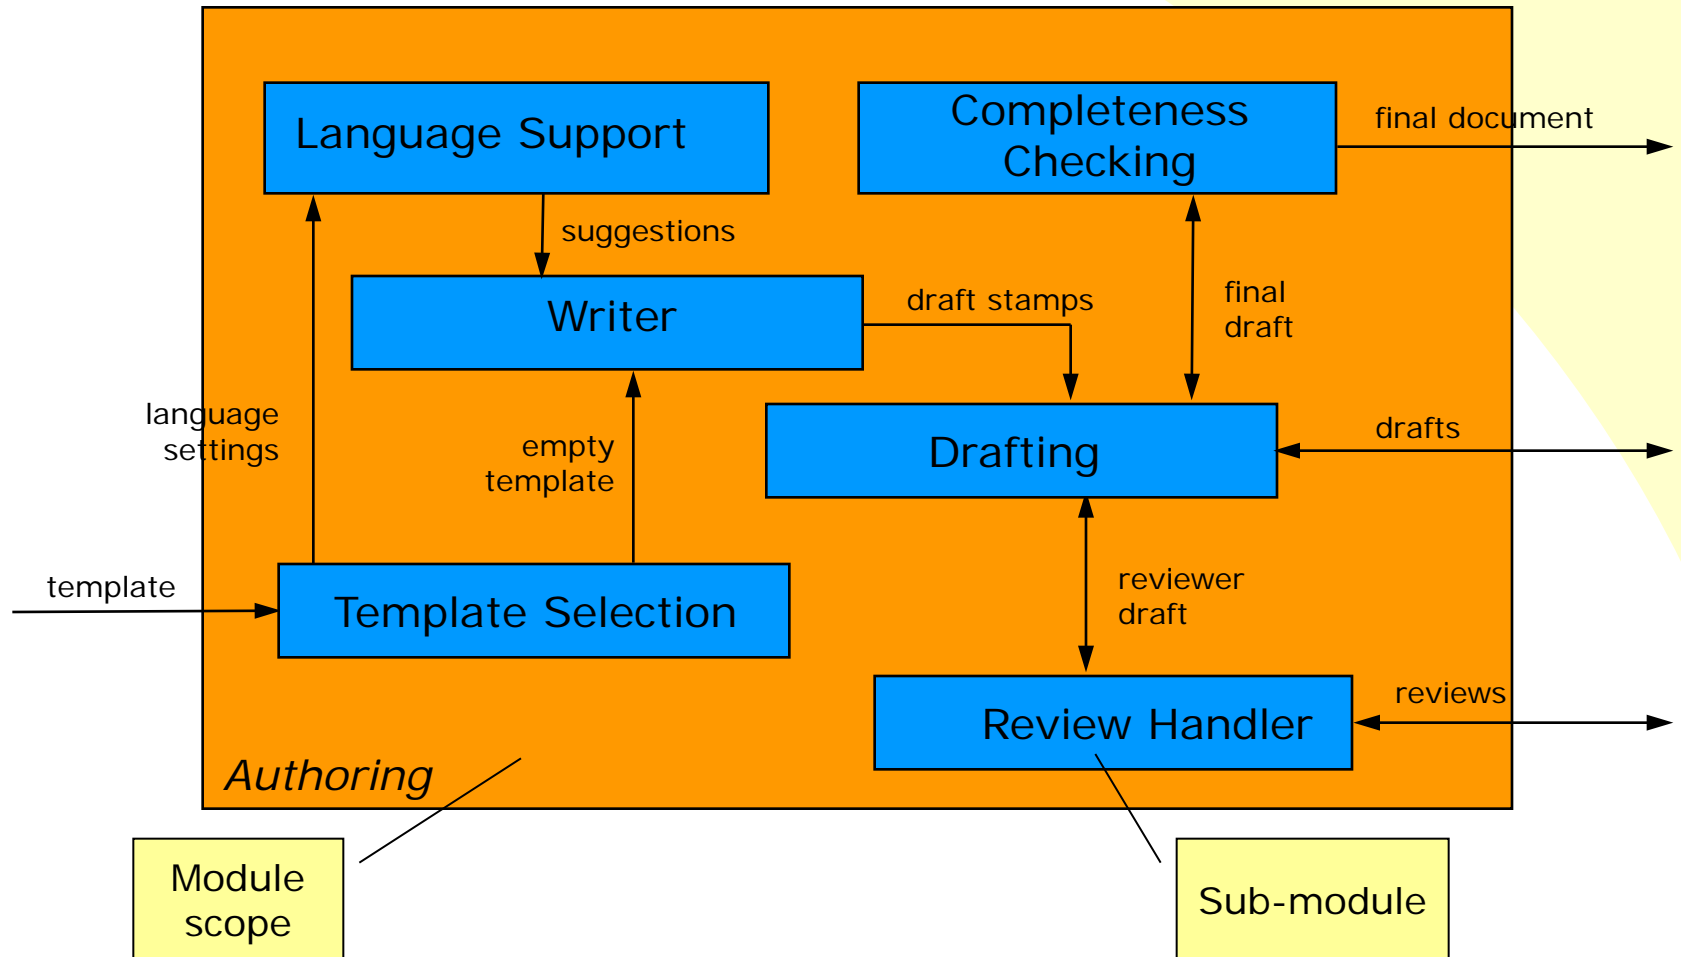 Language Support
Completeness
Checking
final document
suggestions
Writer
draft stamps
final
draft
language
settings
empty
template
Drafting
drafts
template
Template Selection
reviewer
draft
Review Handler
reviews
Authoring
Module
scope
Sub-module